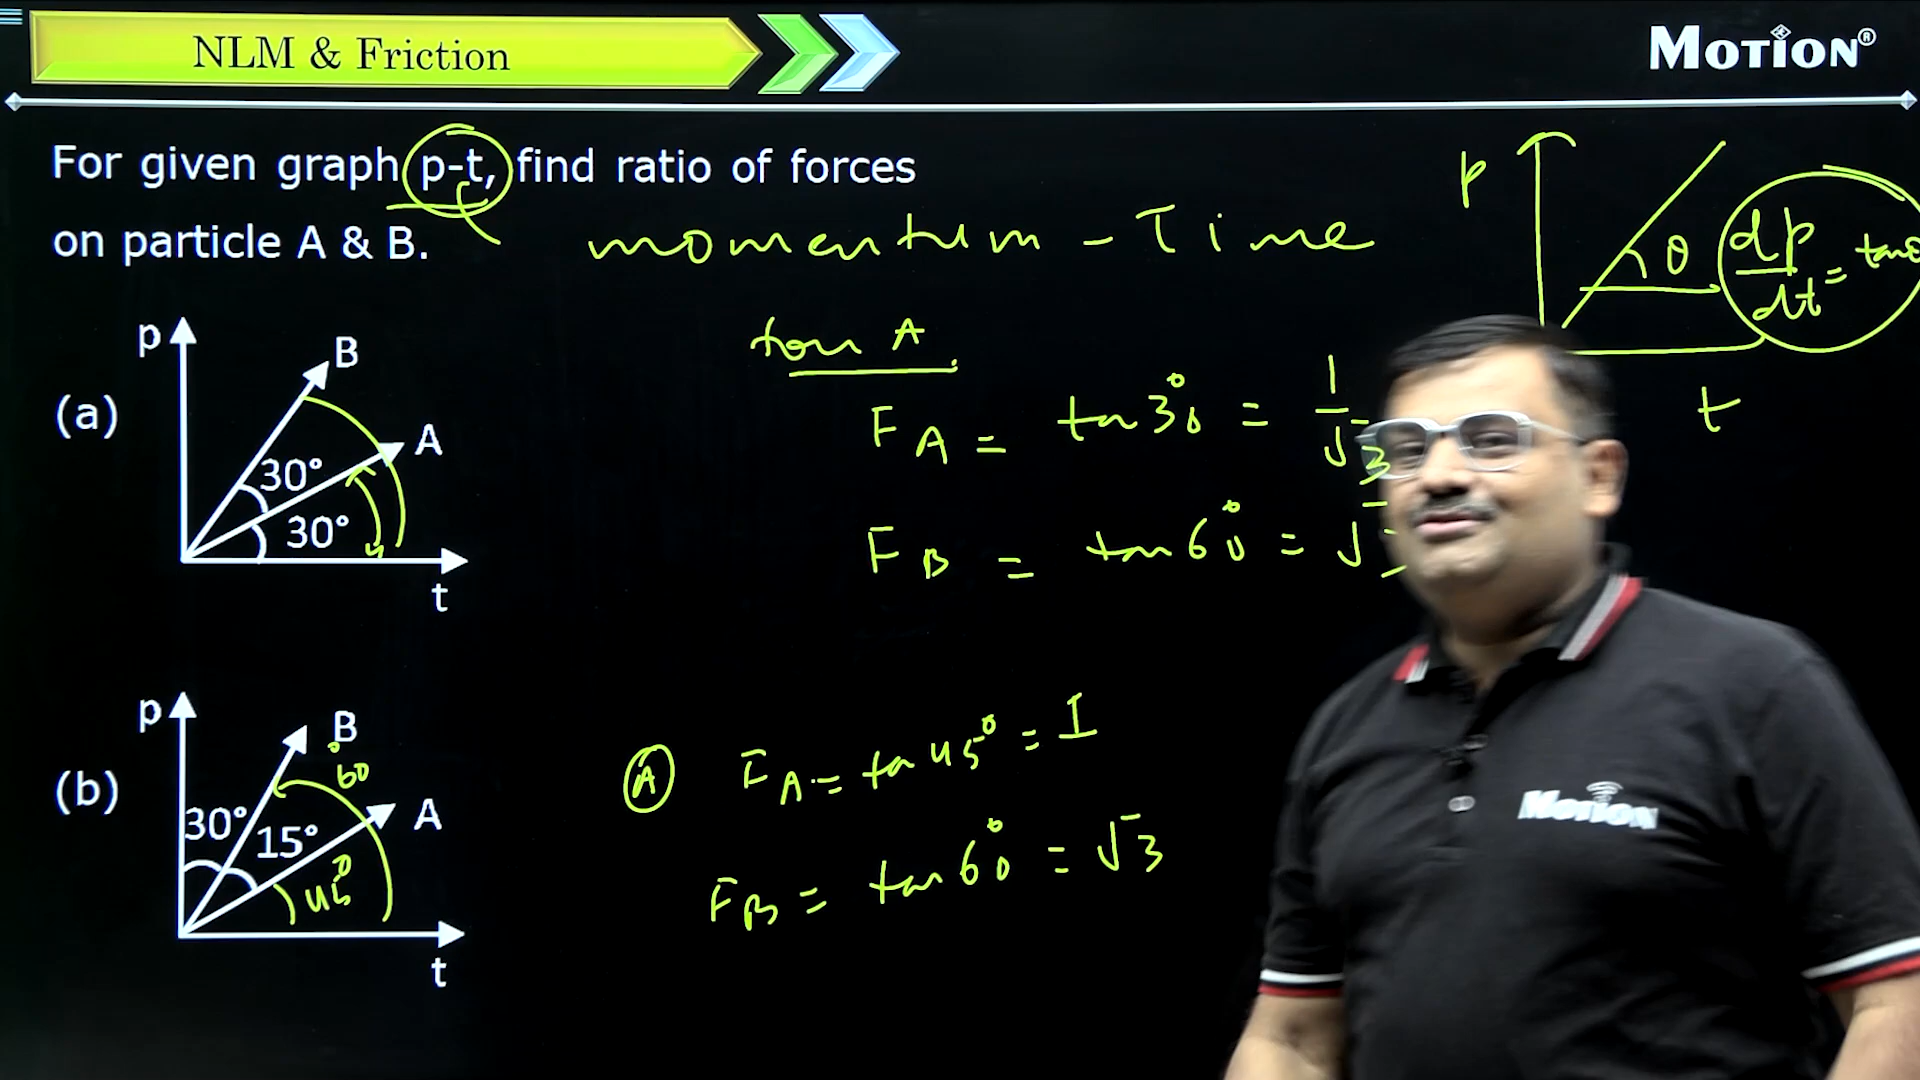 NLM & Friction
MOTION®
For given graph p-t, find ratio of forces
on particle A & B.
momentum - Time
p
θ
dp/dt = tanθ
t
(a)
p
B
A
30°
30°
t
for A.
F_A = tan 30° = 1/√3
F_B = tan 60° =
(b)
p
B
60°
A
30°
15°
45°
t
A F_A = tan 45° = 1
F_B = tan 60° = √3
MOTION